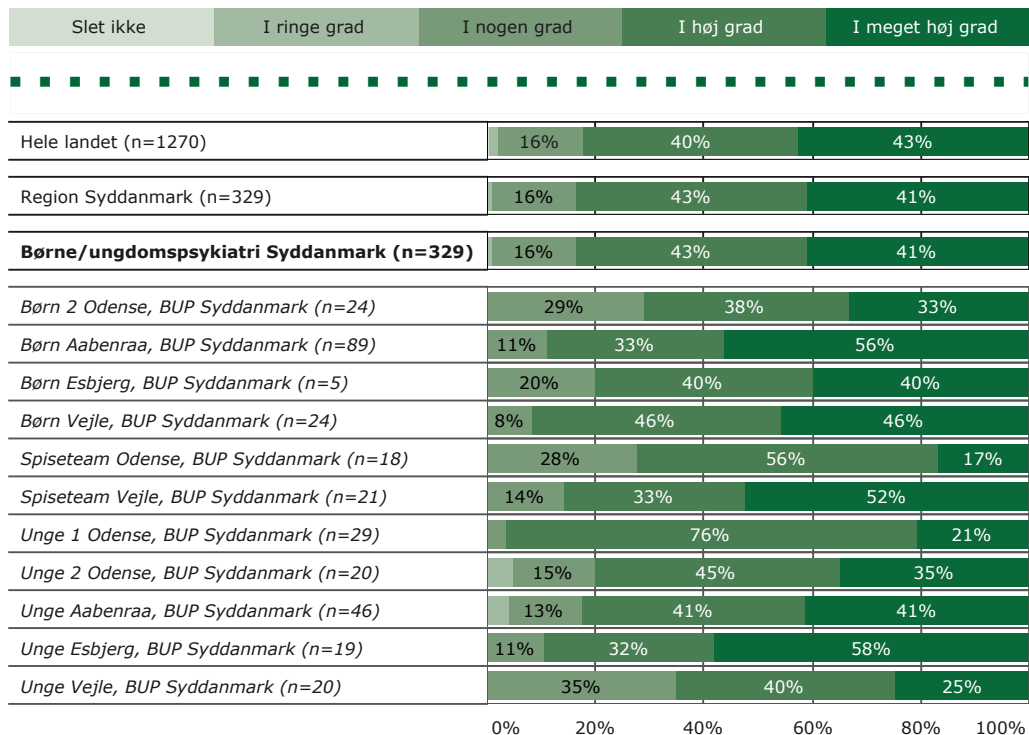 Slet ikke I ringe grad I nogen grad I høj grad I meget høj grad
Hele landet (n=1270) 16% 40% 43%
Region Syddanmark (n=329) 16% 43% 41%
Børne/ungdomspsykiatri Syddanmark (n=329) 16% 43% 41%
Børn 2 Odense, BUP Syddanmark (n=24) 29% 38% 33%
Børn Aabenraa, BUP Syddanmark (n=89) 11% 33% 56%
Børn Esbjerg, BUP Syddanmark (n=5) 20% 40% 40%
Børn Vejle, BUP Syddanmark (n=24) 8% 46% 46%
Spiseteam Odense, BUP Syddanmark (n=18) 28% 56% 17%
Spiseteam Vejle, BUP Syddanmark (n=21) 14% 33% 52%
Unge 1 Odense, BUP Syddanmark (n=29) 76% 21%
Unge 2 Odense, BUP Syddanmark (n=20) 15% 45% 35%
Unge Aabenraa, BUP Syddanmark (n=46) 13% 41% 41%
Unge Esbjerg, BUP Syddanmark (n=19) 11% 32% 58%
Unge Vejle, BUP Syddanmark (n=20) 35% 40% 25%
0% 20% 40% 60% 80% 100%